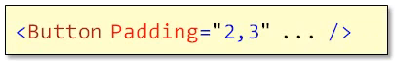 <Button Padding="2,3" ... />